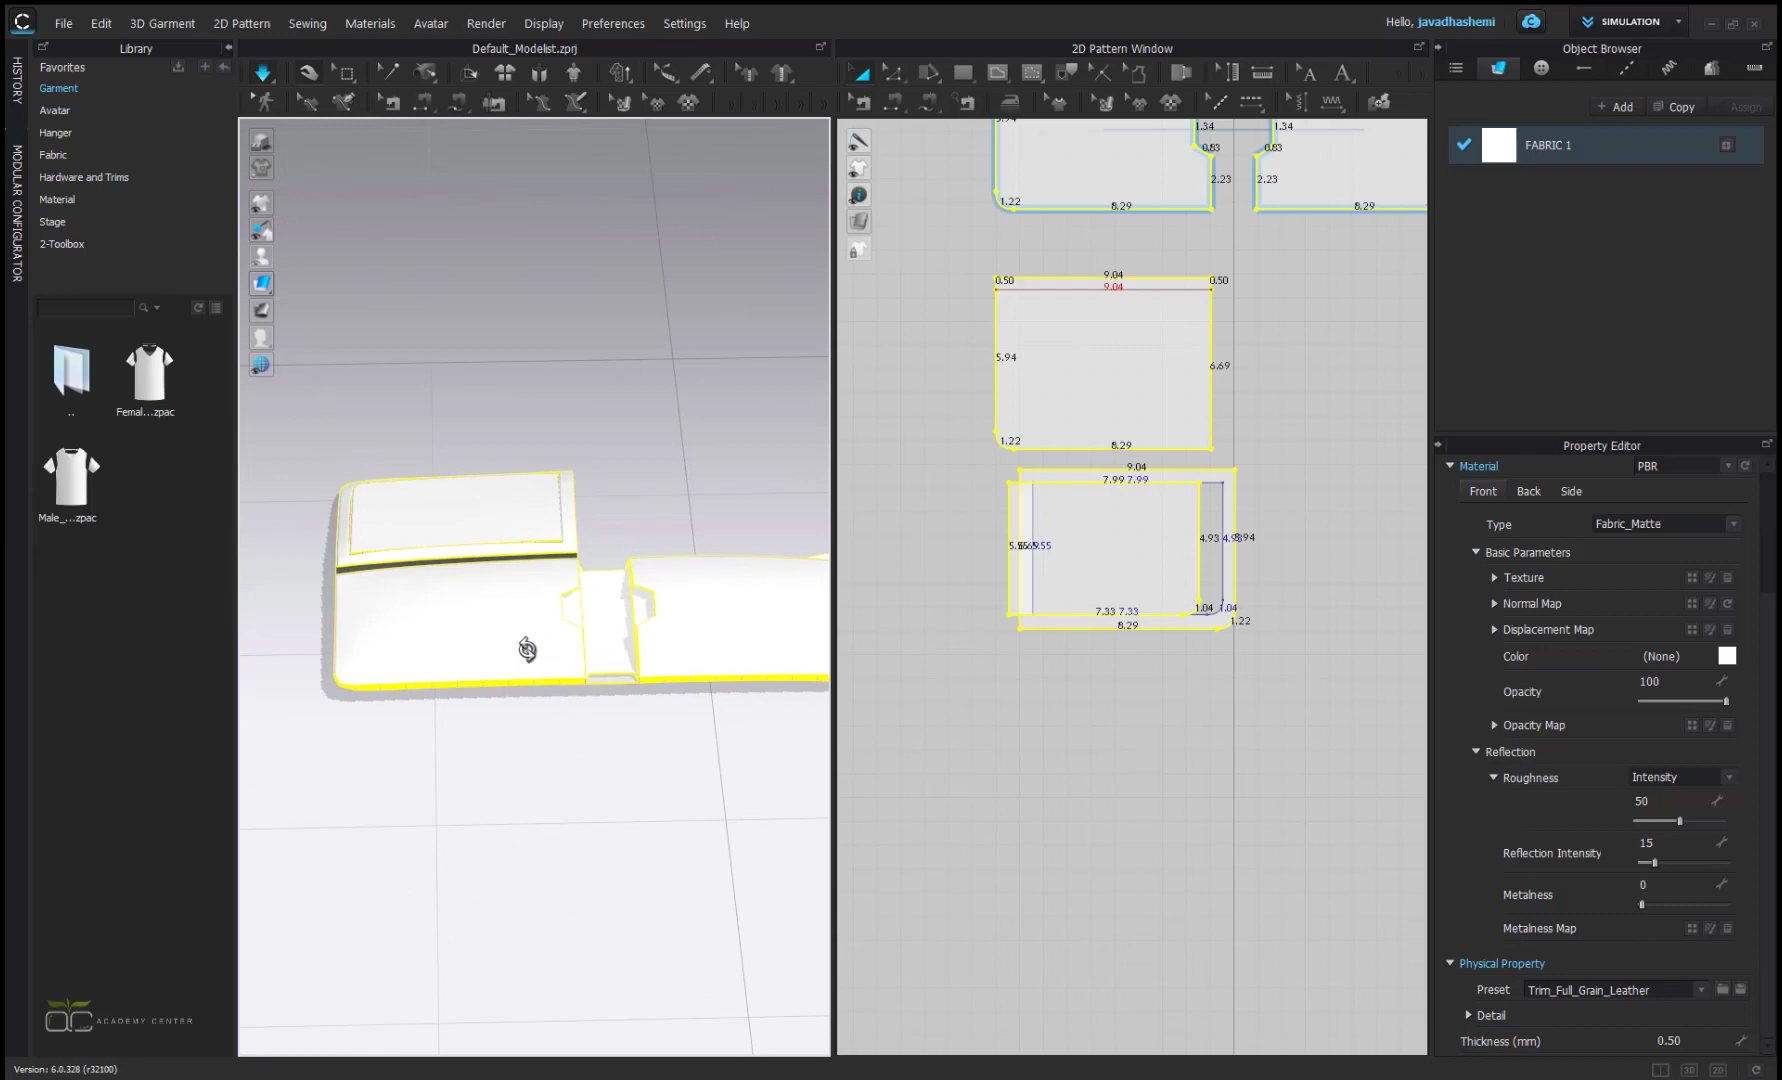 File Edit 3D Garment 2D Pattern Sewing Materials Avatar Render Display Preferences Settings Help
Hello, javadhashemi
SIMULATION
HISTORY
MODULAR CONFIGURATOR
Library
Favorites
Garment
Avatar
Hanger
Fabric
Modular and Trims
Material
Stage
2-Toolbox
..
Femal...zpac
Male_...zpac
ACADEMY CENTER
Version: 6.0.328 (r32100)
Default_Modelist.zprj
2D Pattern Window
1.34 1.34
0.83 0.83
2.23 2.23
1.22 8.29 8.29
9.04
0.50 9.04 0.50
5.94 6.69
1.22 8.29
9.04
7.99 7.99
4.93
7.33 7.33 1.04 1.04
8.29 1.22
Object Browser
+ Add Copy Assign
FABRIC 1
Property Editor
Material PBR
Front Back Side
Type Fabric_Matte
Basic Parameters
Texture
Normal Map
Displacement Map
Color (None)
Opacity 100
Opacity Map
Reflection
Roughness Intensity
50
Reflection Intensity 15
Metalness 0
Metalness Map
Physical Property
Preset Trim_Full_Grain_Leather
Detail
Thickness (mm) 0.50
3D 2D